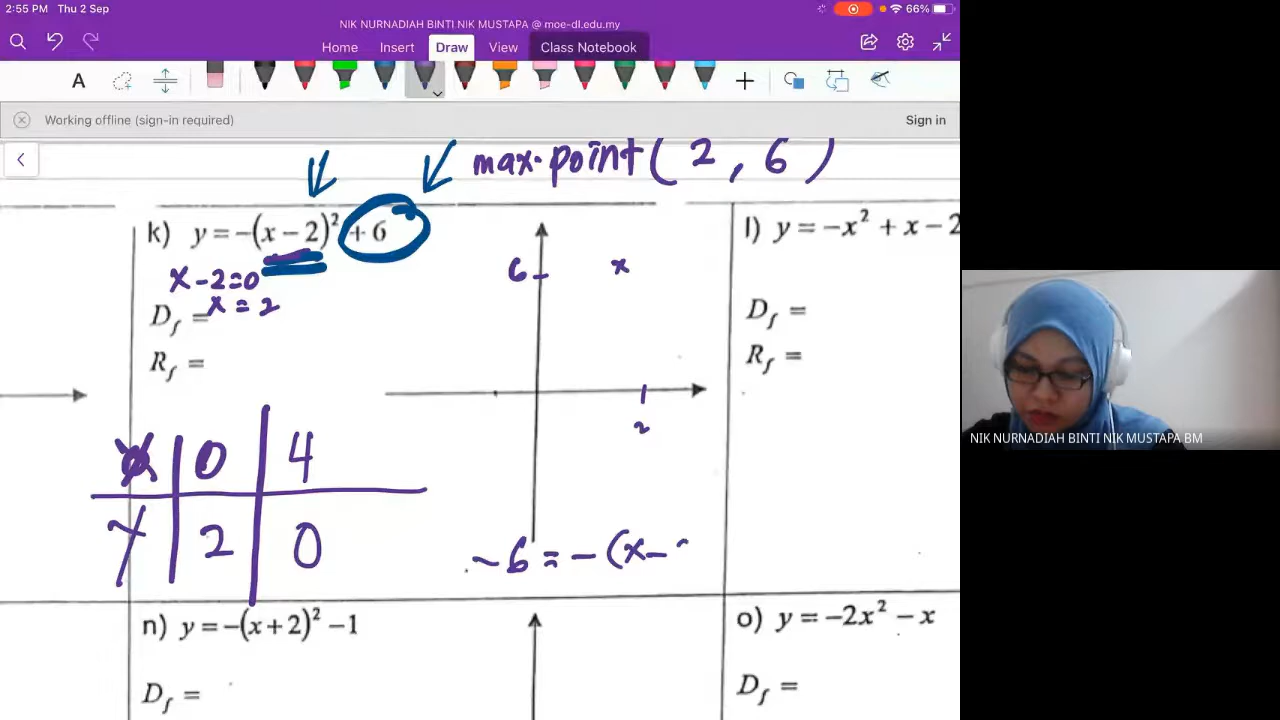 2:55 PM Thu 2 Sep
66%
NIK NURNADIAH BINTI NIK MUSTAPA @ moe-dl.edu.my
Home Insert Draw View Class Notebook
A
Working offline (sign-in required)
Sign in
max. point ( 2 , 6 )
k) y = -(x - 2)² + 6
x - 2 = 0
x = 2
D_f =
R_f =
6
x
2
l) y = -x² + x - 2
D_f =
R_f =
x 0 4
y 2 0
-6 = -(x -
n) y = -(x + 2)² - 1
D_f =
o) y = -2x² - x
D_f =
NIK NURNADIAH BINTI NIK MUSTAPA BM